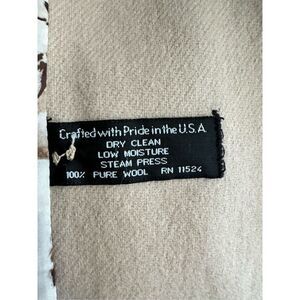 Crafted with Pride in the U.S.A.
DRY CLEAN
LOW MOISTURE
STEAM PRESS
100% PURE WOOL RN 11524